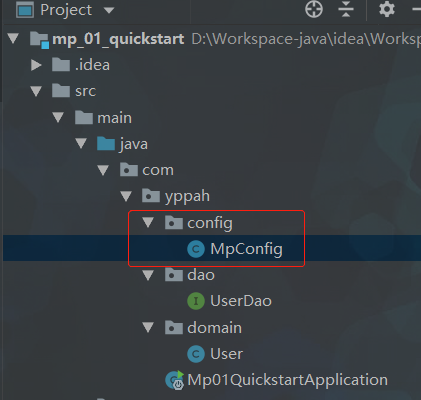 Project
mp_01_quickstart D:\Workspace-java\idea\Worksp
.idea
src
main
java
com
yppah
config
MpConfig
dao
UserDao
domain
User
Mp01QuickstartApplication